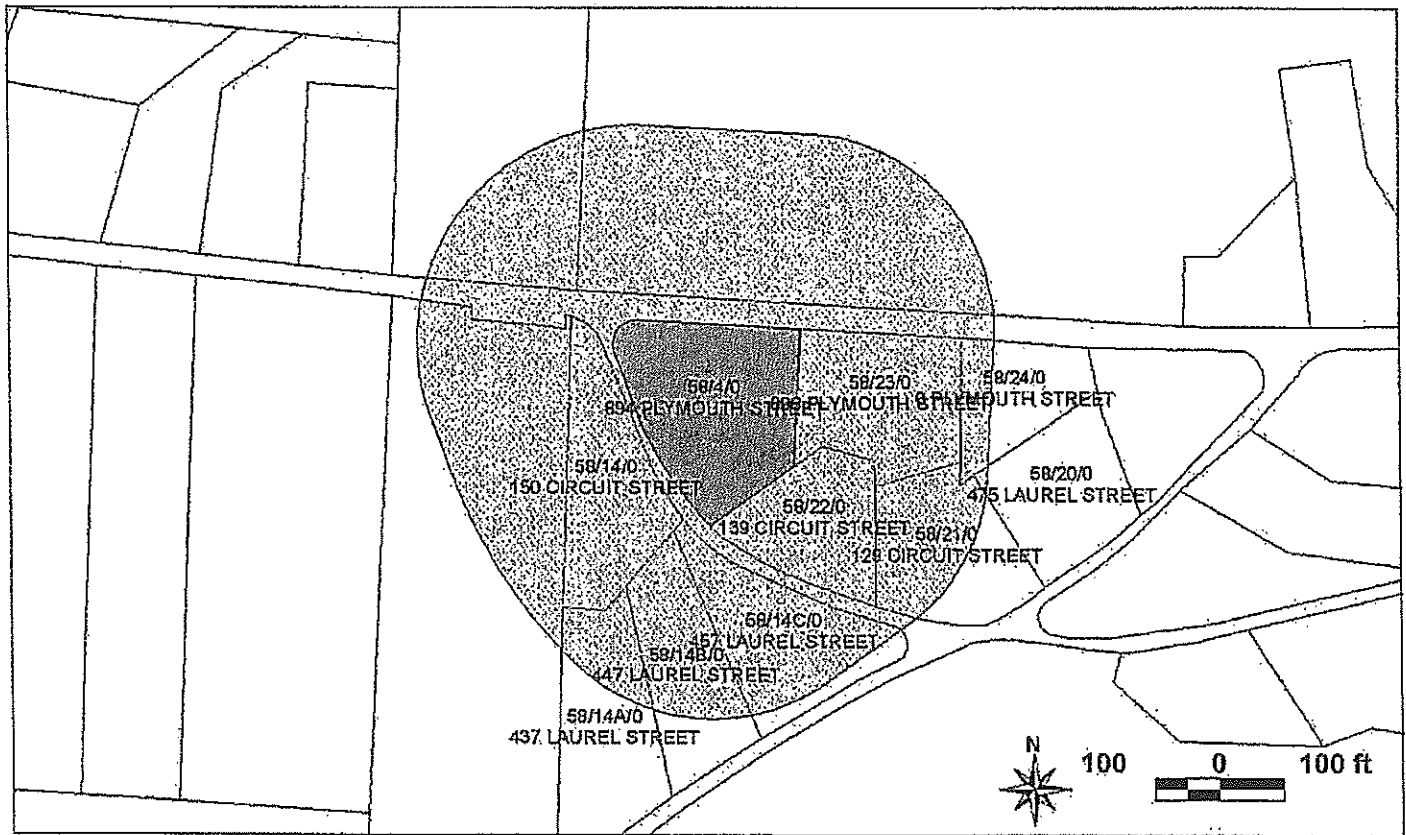 58/4/0
894 PLYMOUTH STREET
58/23/0
PLYMOUTH STREET
58/24/0
0 PLYMOUTH STREET
58/14/0
150 CIRCUIT STREET
58/20/0
475 LAUREL STREET
58/22/0
139 CIRCUIT STREET
58/21/0
129 CIRCUIT STREET
58/14C/0
457 LAUREL STREET
58/14B/0
447 LAUREL STREET
58/14A/0
437 LAUREL STREET
N
100 0 100 ft